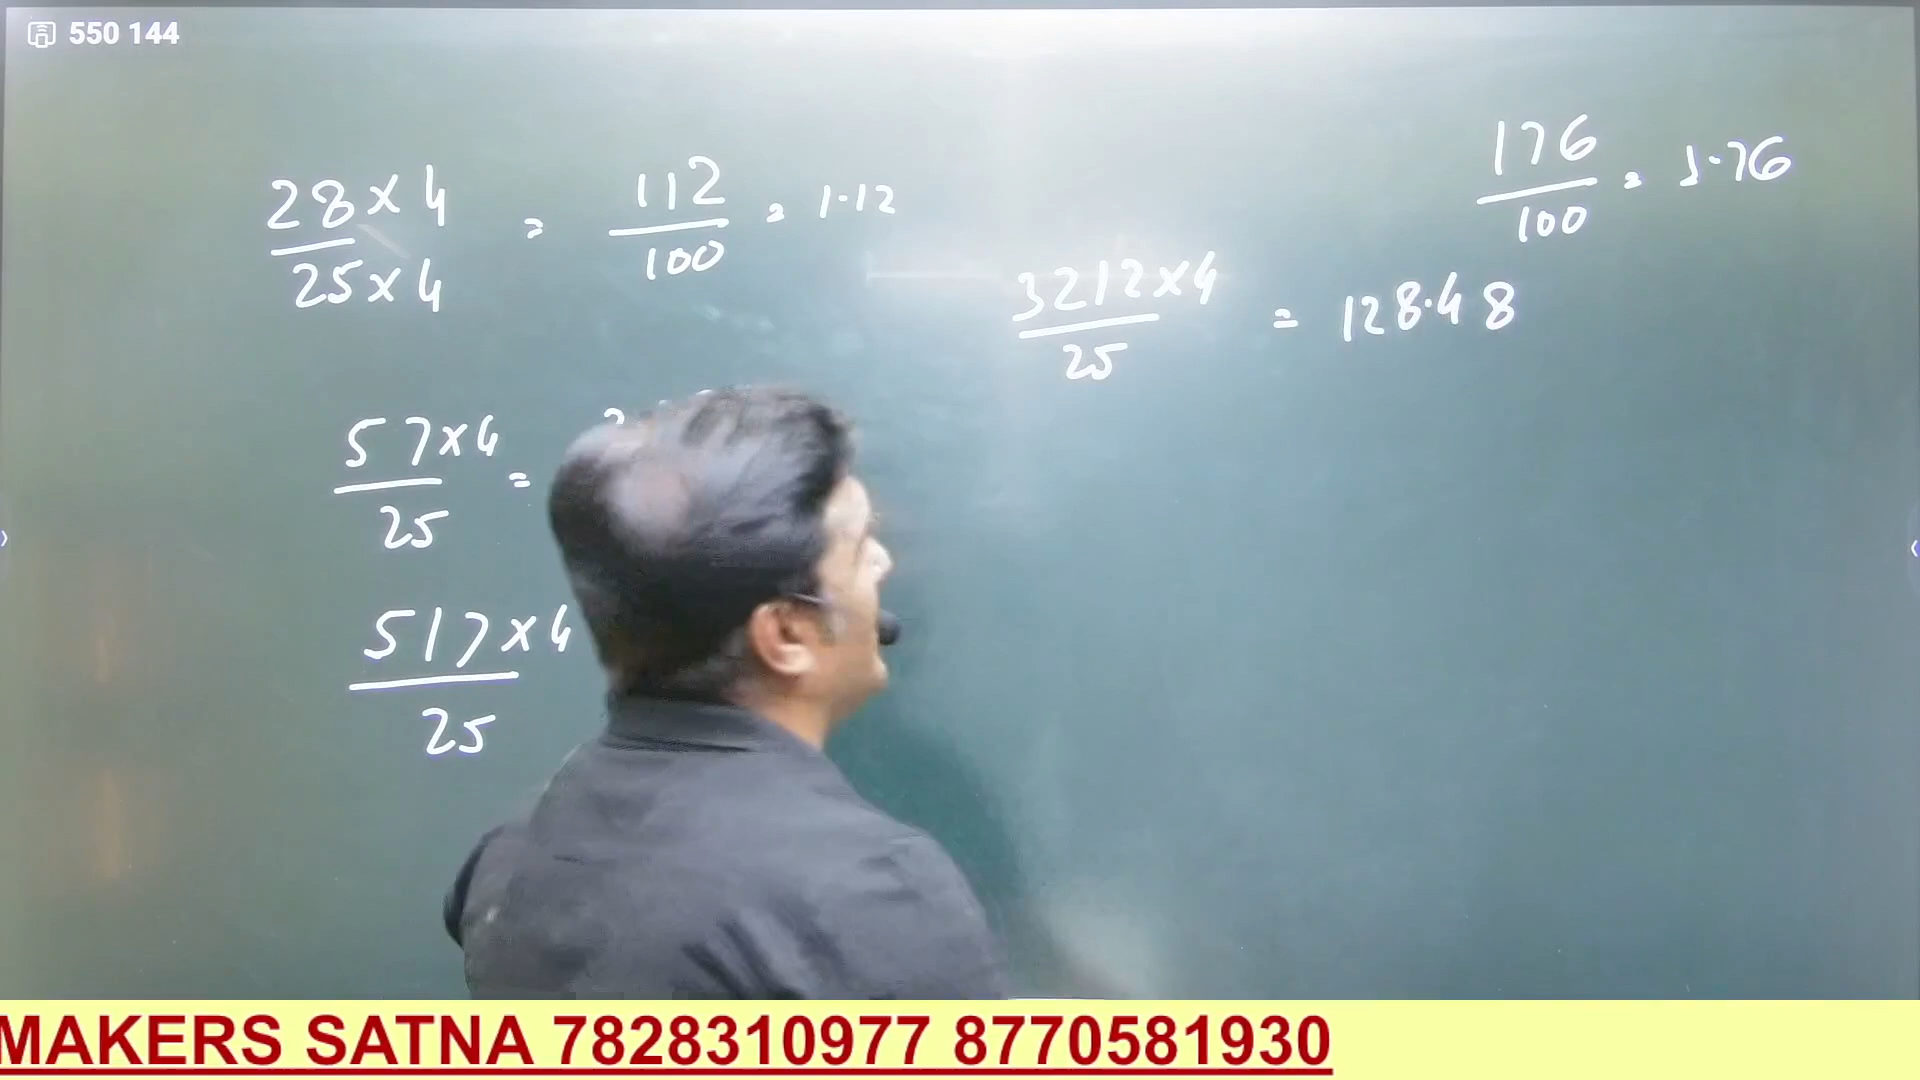 550 144
28×4 / 25×4 = 112 / 100 = 1.12
176 / 100 = 1.76
3212×4 / 25 = 128.48
57×4 / 25 =
517×4 / 25
MAKERS SATNA 7828310977 8770581930